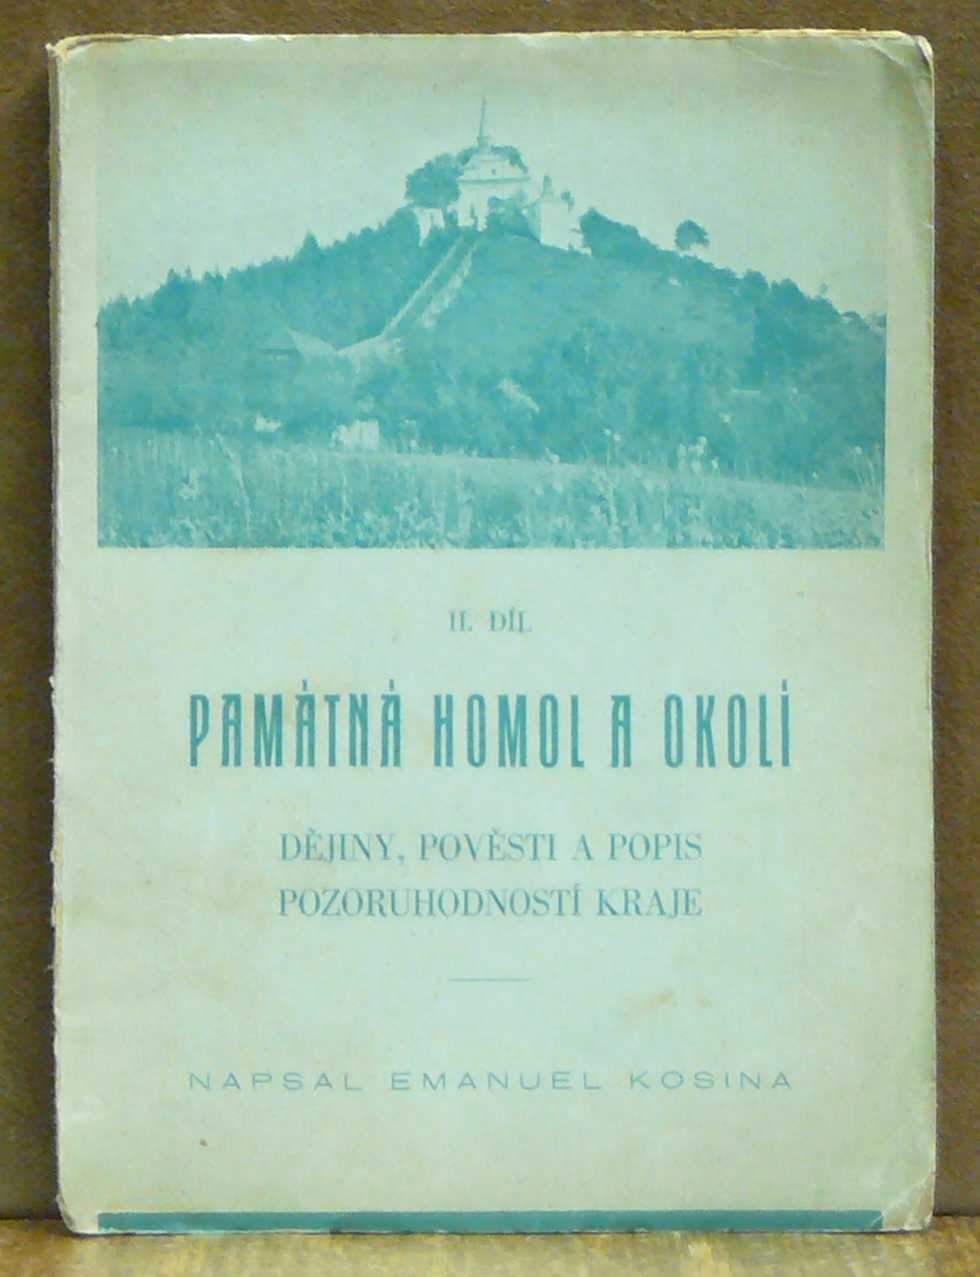 II. DÍL
PAMÁTNÁ HOMOL A OKOLÍ
DĚJINY, POVĚSTI A POPIS
POZORUHODNOSTÍ KRAJE
NAPSAL EMANUEL KOSINA